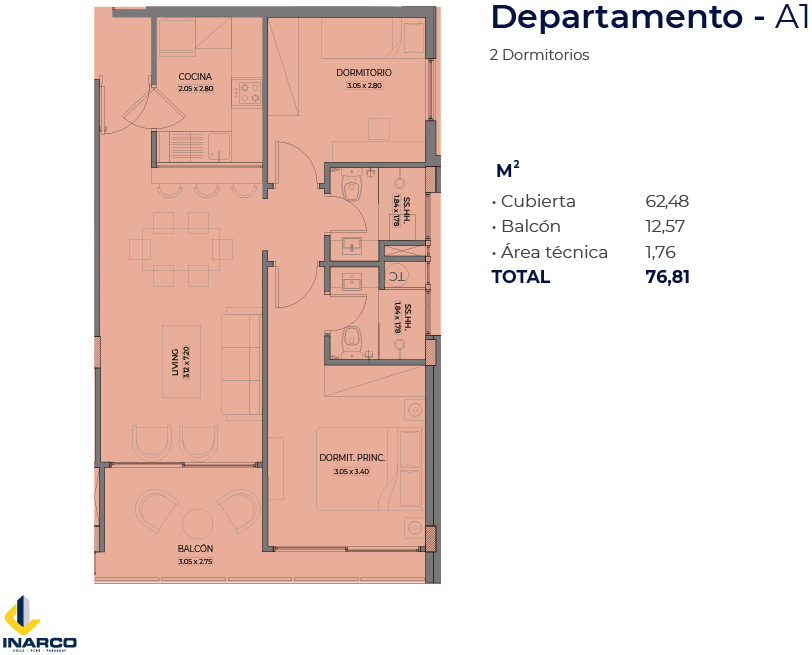 Departamento - A1
2 Dormitorios
M²
• Cubierta 62,48
• Balcón 12,57
• Área técnica 1,76
TOTAL 76,81
COCINA
2.05 x 2.80
DORMITORIO
3.05 x 2.80
SS.HH.
1.84 x 1.78
TC
SS.HH.
1.84 x 1.78
LIVING
3.12 x 7.20
DORMIT. PRINC.
3.05 x 3.40
BALCÓN
3.05 x 2.75
INARCO
CHILE · PERÚ · PARAGUAY